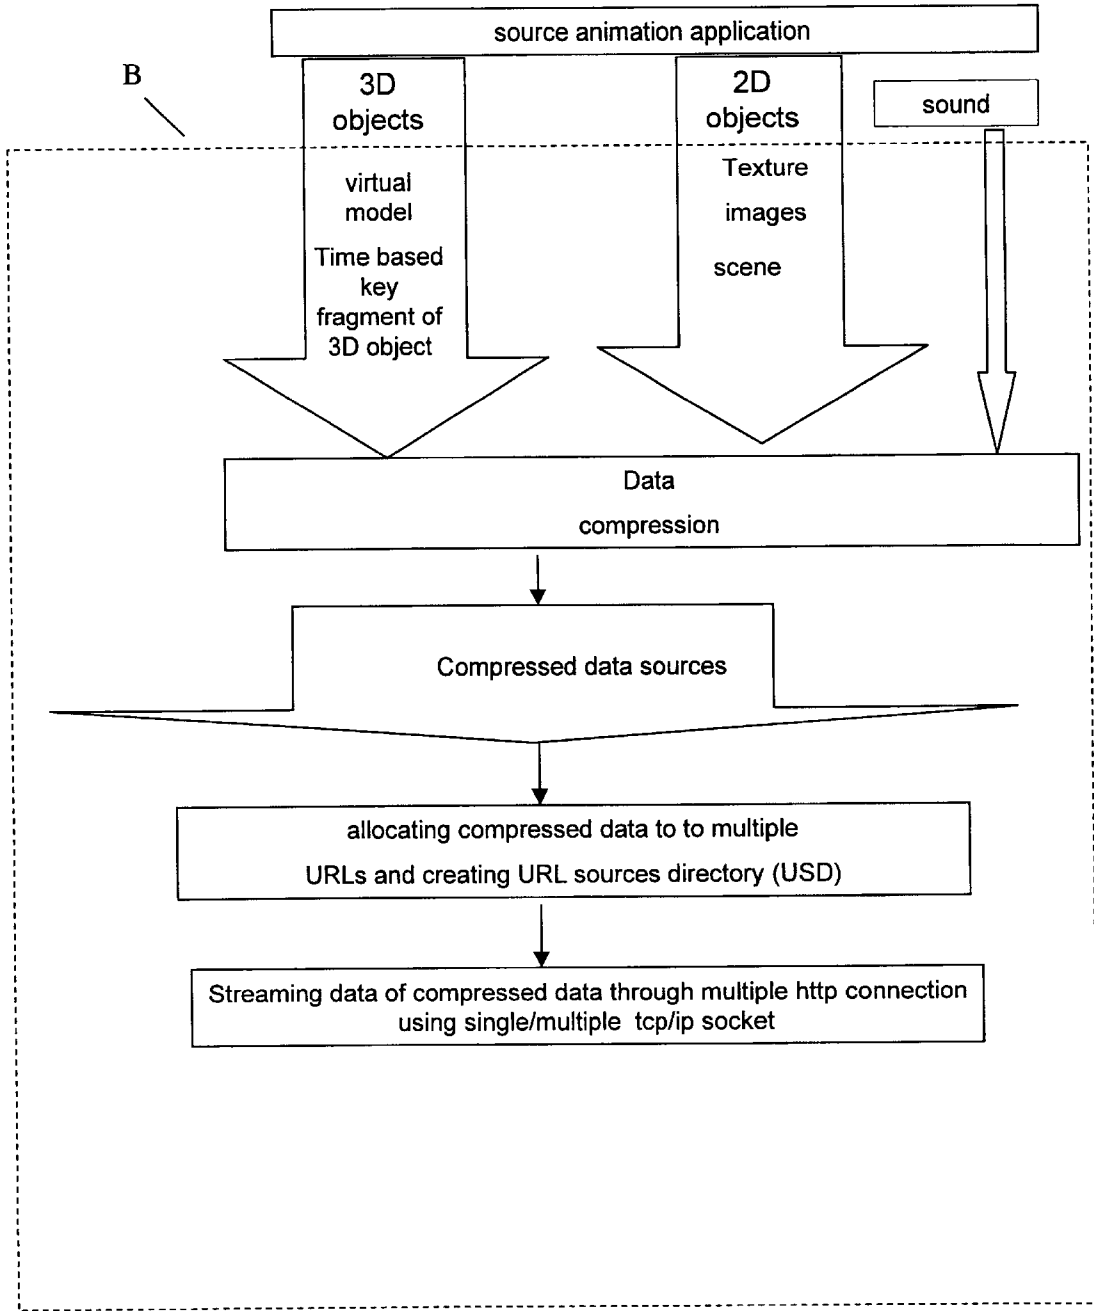 source animation application
B
3D
objects
2D
objects
sound
virtual
model
Time based
key
fragment of
3D object
Texture
images
scene
Data
compression
Compressed data sources
allocating compressed data to to multiple
URLs and creating URL sources directory (USD)
Streaming data of compressed data through multiple http connection
using single/multiple tcp/ip socket